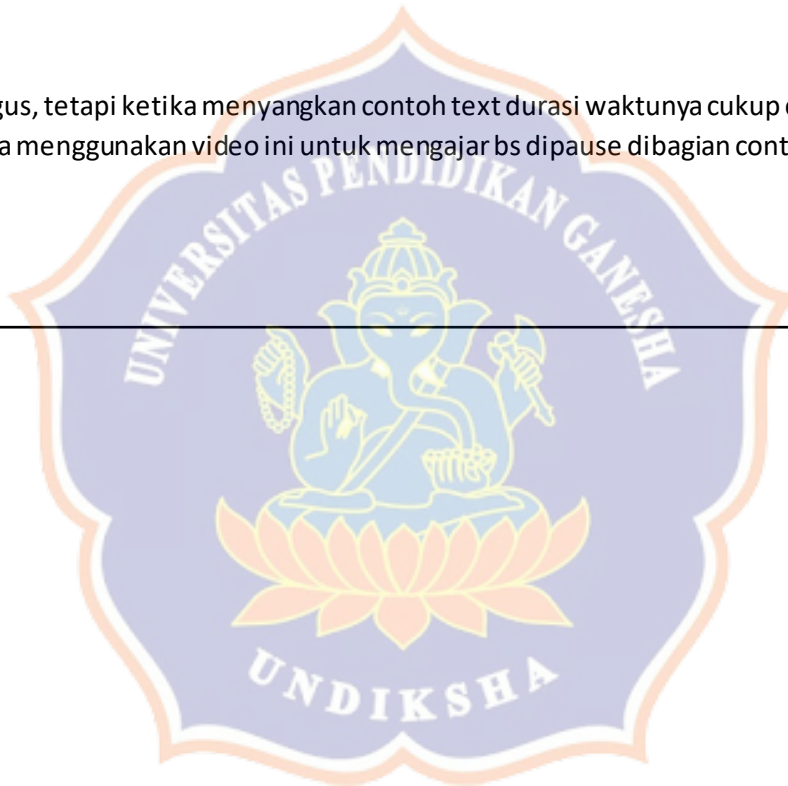 gus, tetapi ketika menyangkan contoh text durasi waktunya cukup
a menggunakan video ini untuk mengajar bs dipause dibagian cont
UNIVERSITAS PENDIDIKAN GANESHA
UNDIKSHA